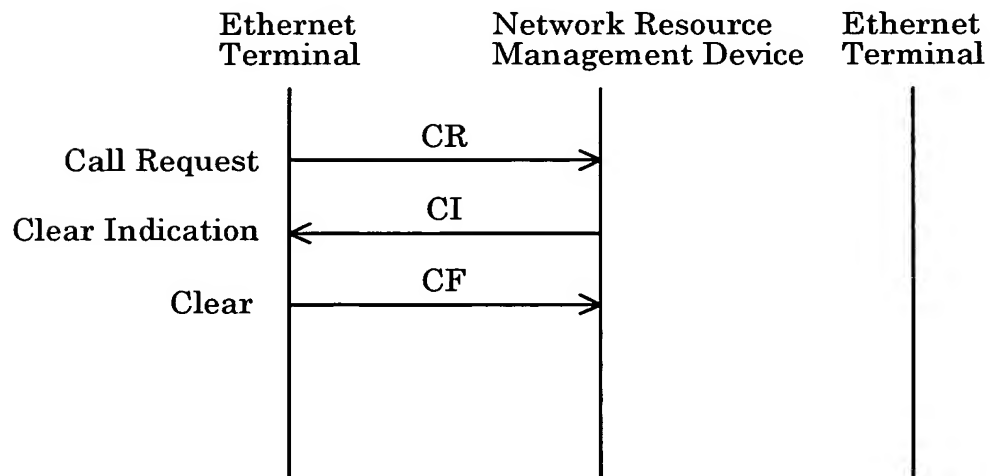 Ethernet
Terminal
Network Resource
Management Device
Ethernet
Terminal
Call Request
CR
Clear Indication
CI
Clear
CF